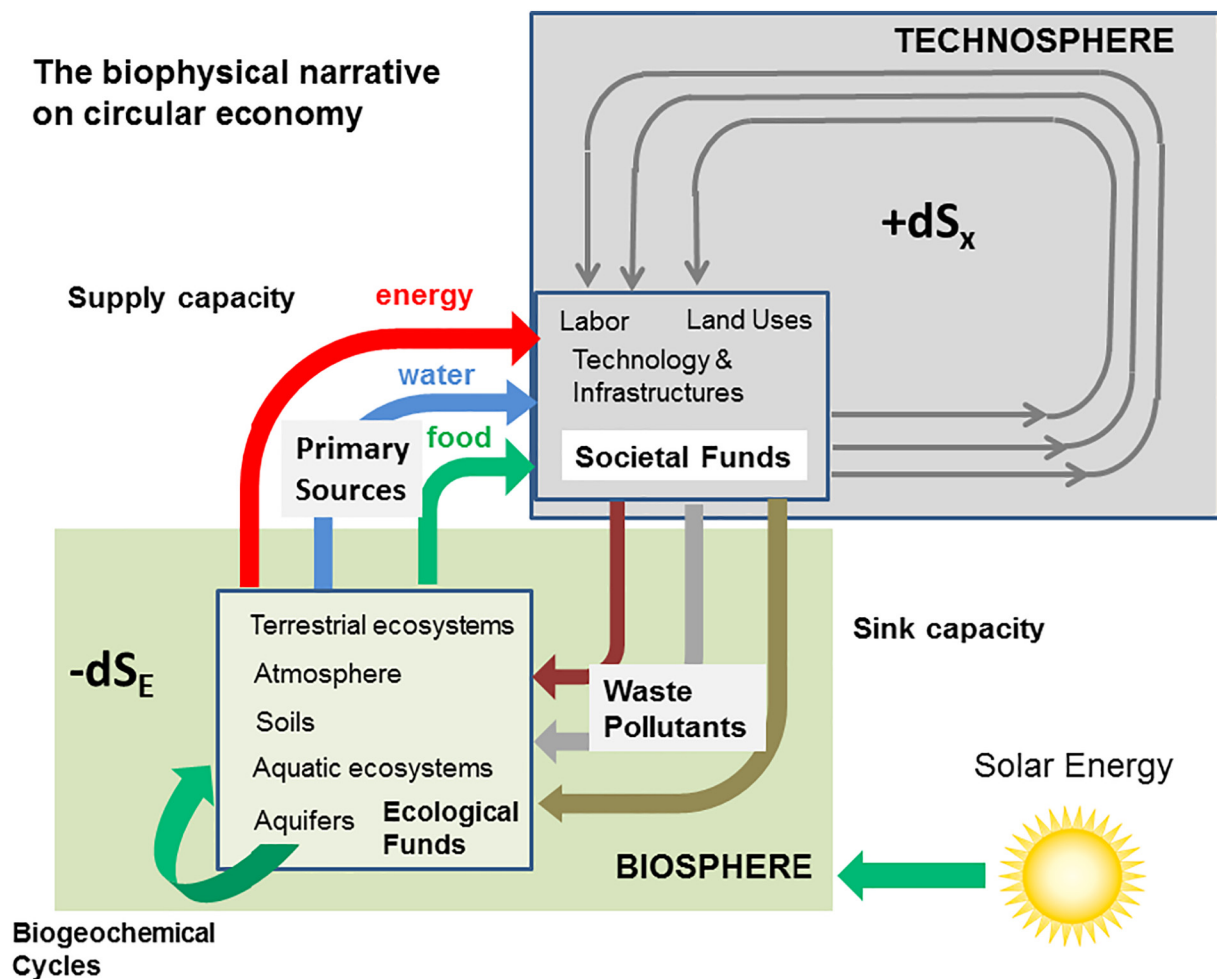 The biophysical narrative
on circular economy
TECHNOSPHERE
+dSₓ
Supply capacity
energy
water
food
Primary
Sources
Labor
Land Uses
Technology &
Infrastructures
Societal Funds
-dS_E
Terrestrial ecosystems
Atmosphere
Soils
Aquatic ecosystems
Aquifers
Ecological
Funds
Waste
Pollutants
Sink capacity
Solar Energy
BIOSPHERE
Biogeochemical
Cycles